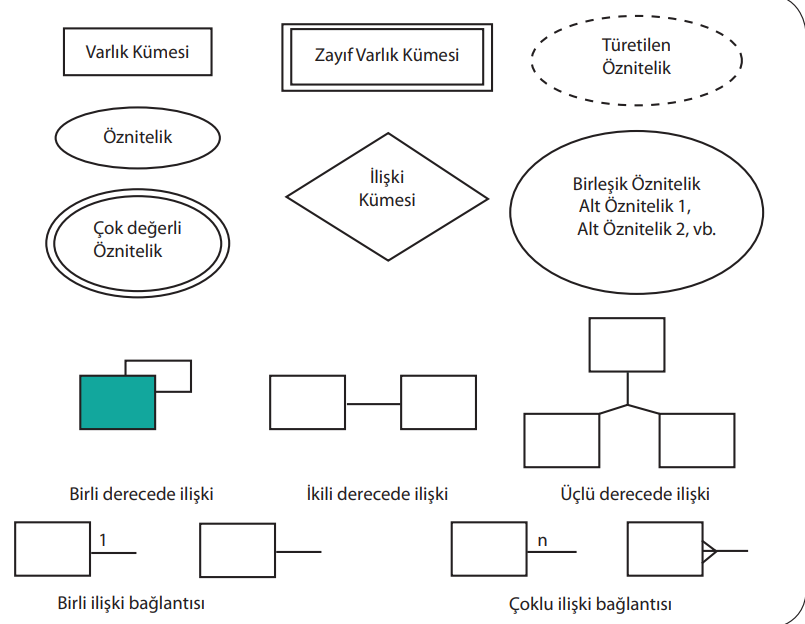 Varlık Kümesi
Zayıf Varlık Kümesi
Türetilen
Öznitelik
Öznitelik
İlişki
Kümesi
Birleşik Öznitelik
Alt Öznitelik 1,
Alt Öznitelik 2, vb.
Çok değerli
Öznitelik
Birli derecede ilişki
İkili derecede ilişki
Üçlü derecede ilişki
1
n
Birli ilişki bağlantısı
Çoklu ilişki bağlantısı